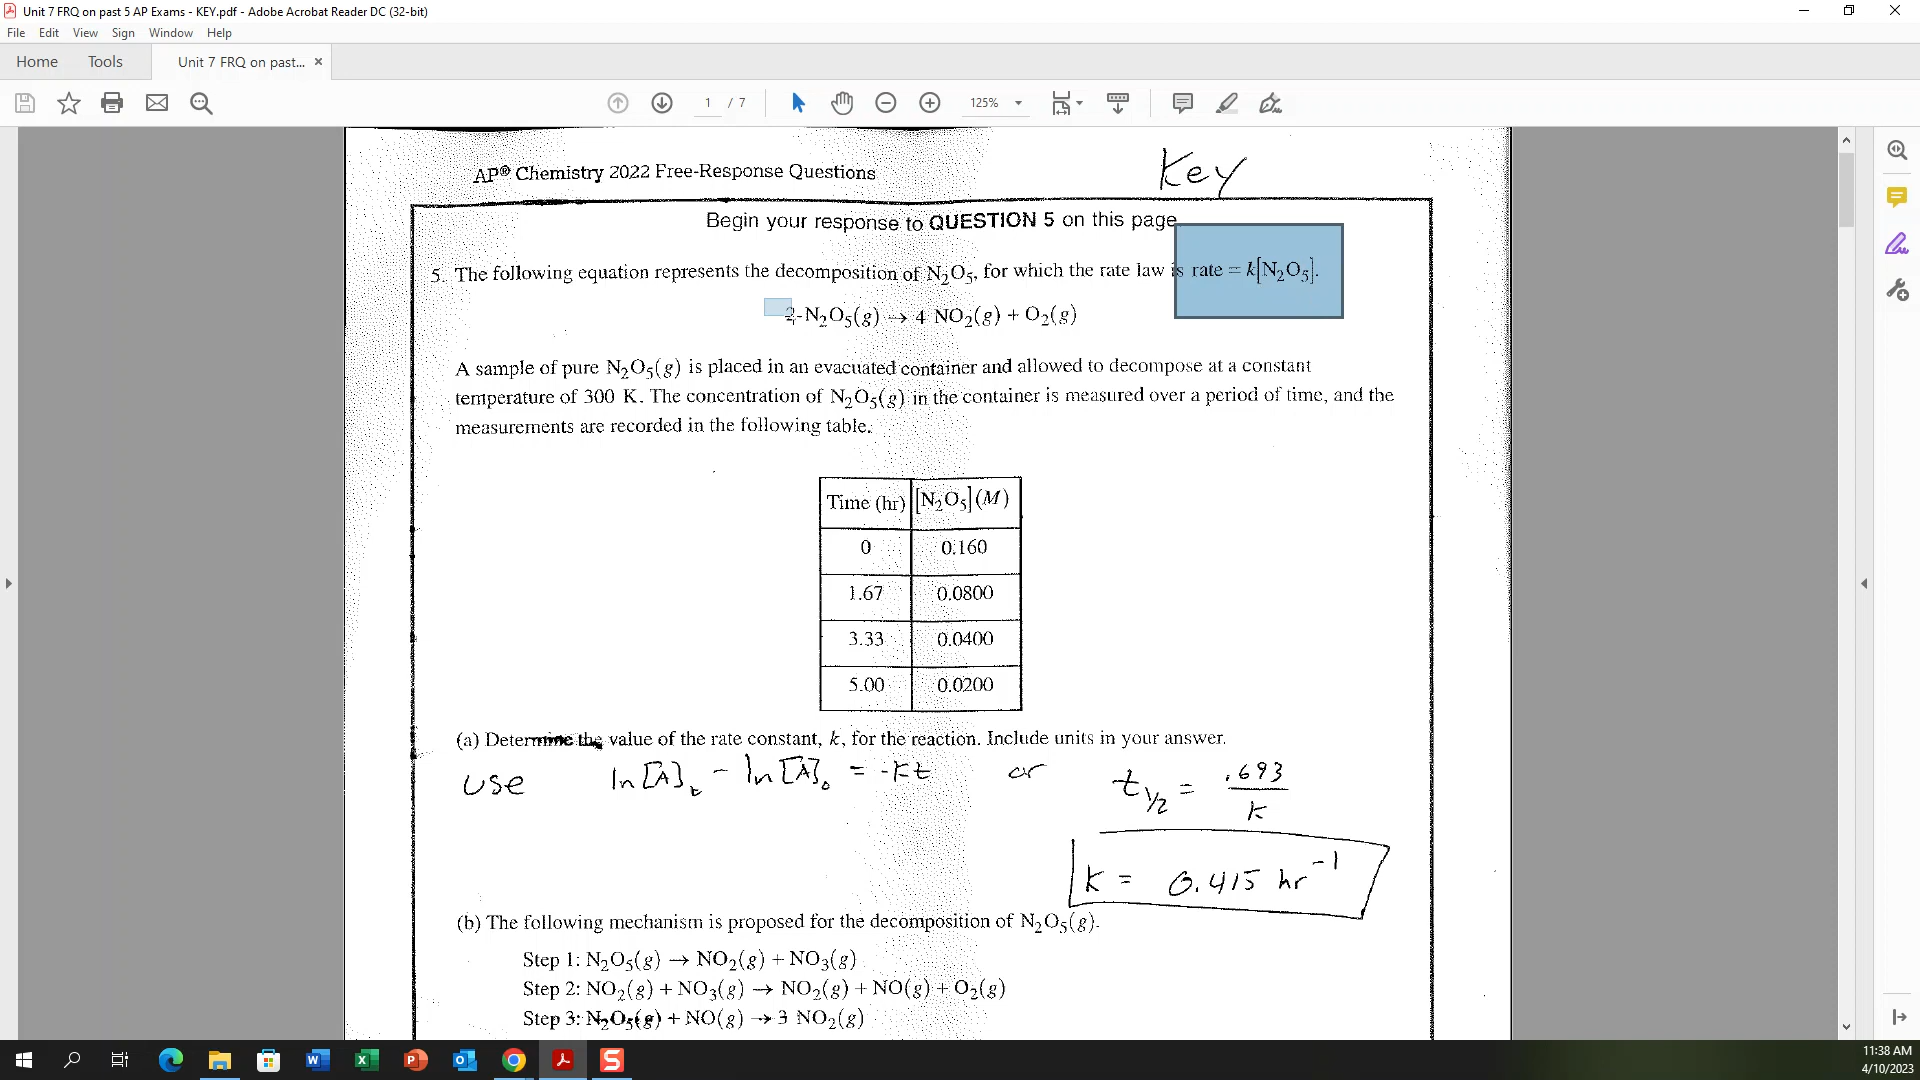 Unit 7 FRQ on past 5 AP Exams - KEY.pdf - Adobe Acrobat Reader DC (32-bit)
File Edit View Sign Window Help
Home Tools Unit 7 FRQ on past... ×
1 / 7 125%
AP® Chemistry 2022 Free-Response Questions
Key
Begin your response to QUESTION 5 on this page
5. The following equation represents the decomposition of N₂O₅, for which the rate law is rate = k[N₂O₅].
2 N₂O₅(g) → 4 NO₂(g) + O₂(g)
A sample of pure N₂O₅(g) is placed in an evacuated container and allowed to decompose at a constant
temperature of 300 K. The concentration of N₂O₅(g) in the container is measured over a period of time, and the
measurements are recorded in the following table.
Time (hr) [N₂O₅](M)
0 0.160
1.67 0.0800
3.33 0.0400
5.00 0.0200
(a) Determine the value of the rate constant, k, for the reaction. Include units in your answer.
use ln[A]ₜ - ln[A]₀ = -kt or t½ = .693/k
k = 0.415 hr⁻¹
(b) The following mechanism is proposed for the decomposition of N₂O₅(g).
Step 1: N₂O₅(g) → NO₂(g) + NO₃(g)
Step 2: NO₂(g) + NO₃(g) → NO₂(g) + NO(g) + O₂(g)
Step 3: N₂O₅(g) + NO(g) → 3 NO₂(g)
11:38 AM
4/10/2023